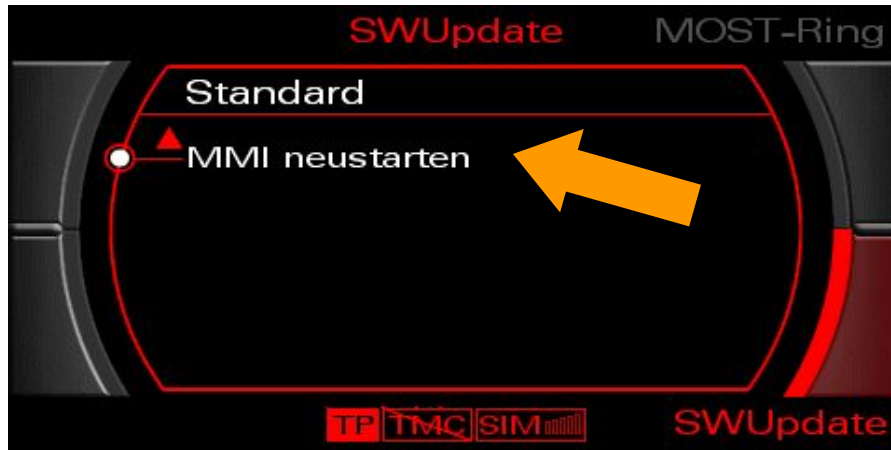 SWUpdate MOST-Ring
Standard
MMI neustarten
TP TMC SIM SWUpdate